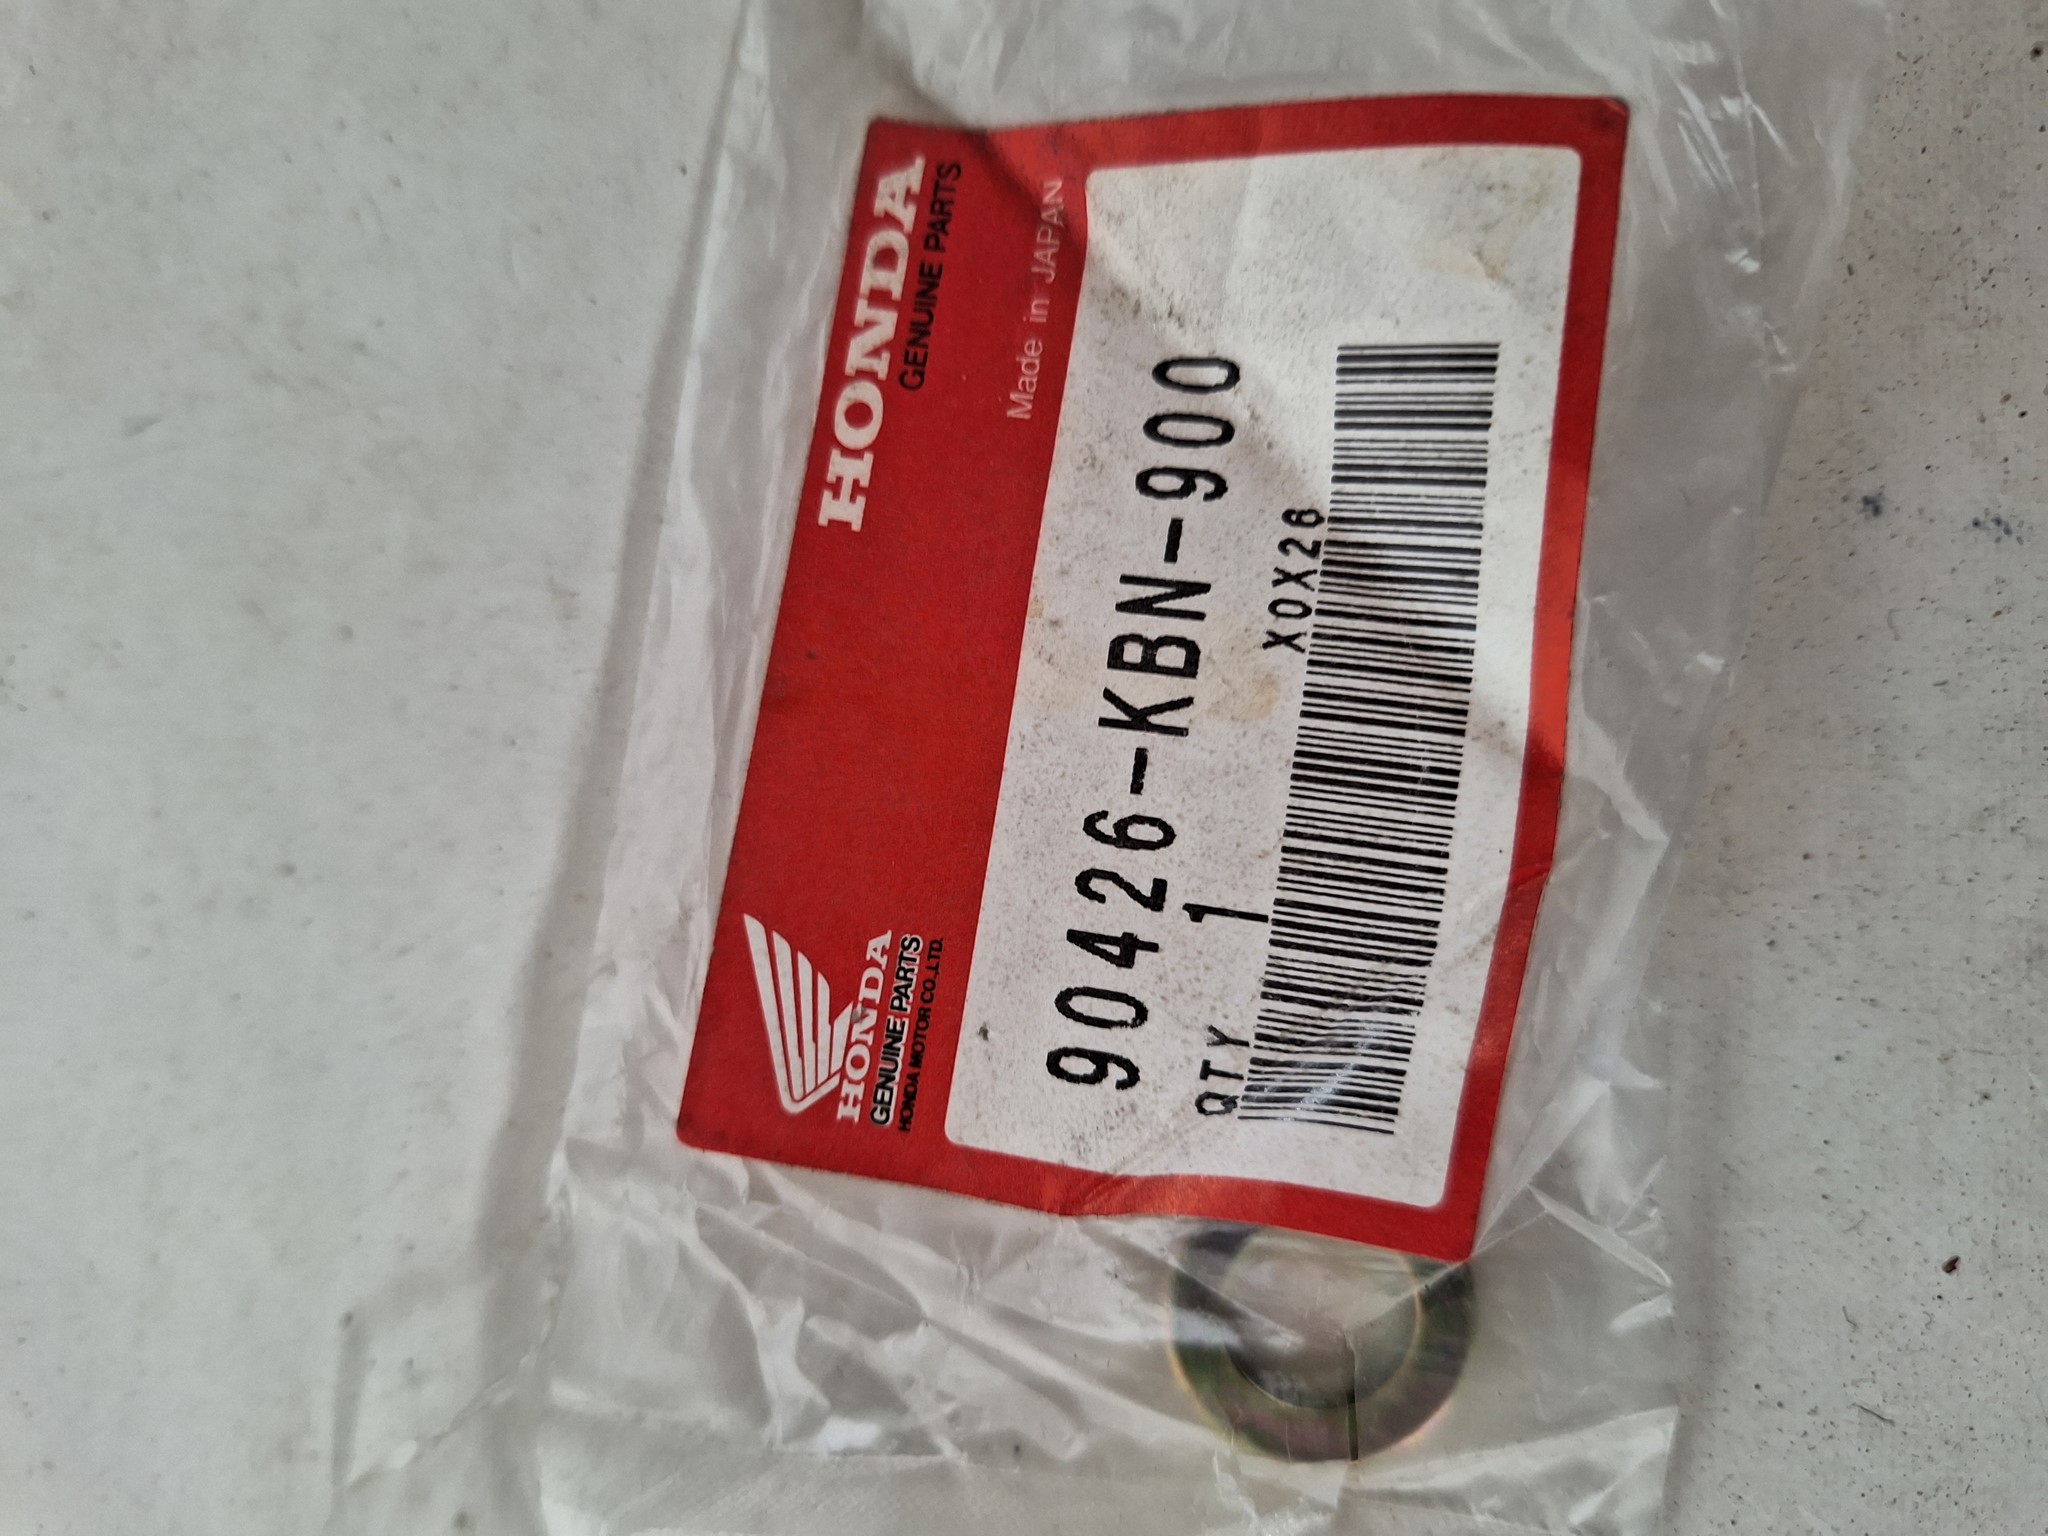 HONDA
GENUINE PARTS
HONDA MOTOR CO.,LTD.
HONDA
GENUINE PARTS
Made in JAPAN
90426-KBN-900
QTY 1
X0X26